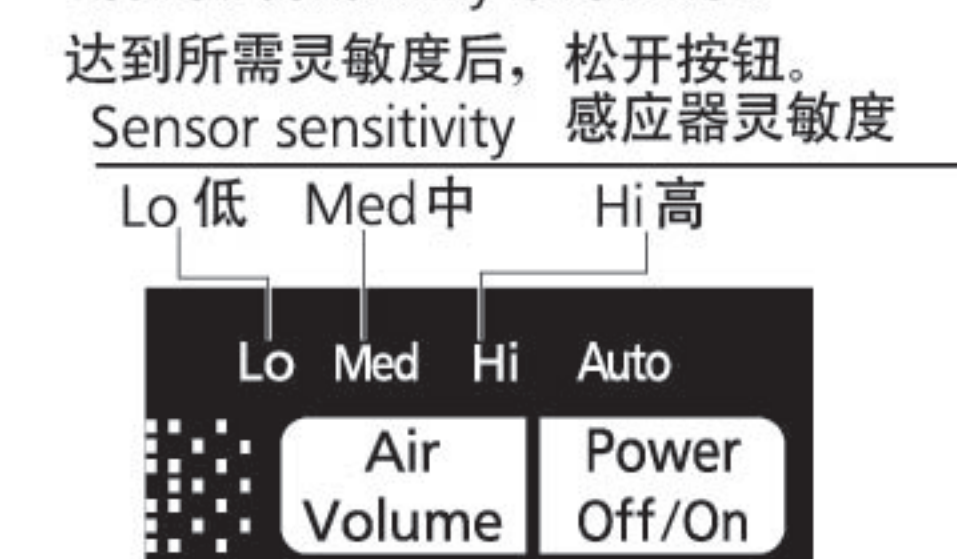 达到所需灵敏度后，松开按钮。
Sensor sensitivity 感应器灵敏度
Lo 低 Med 中 Hi 高
Lo Med Hi Auto
Air Volume
Power Off/On